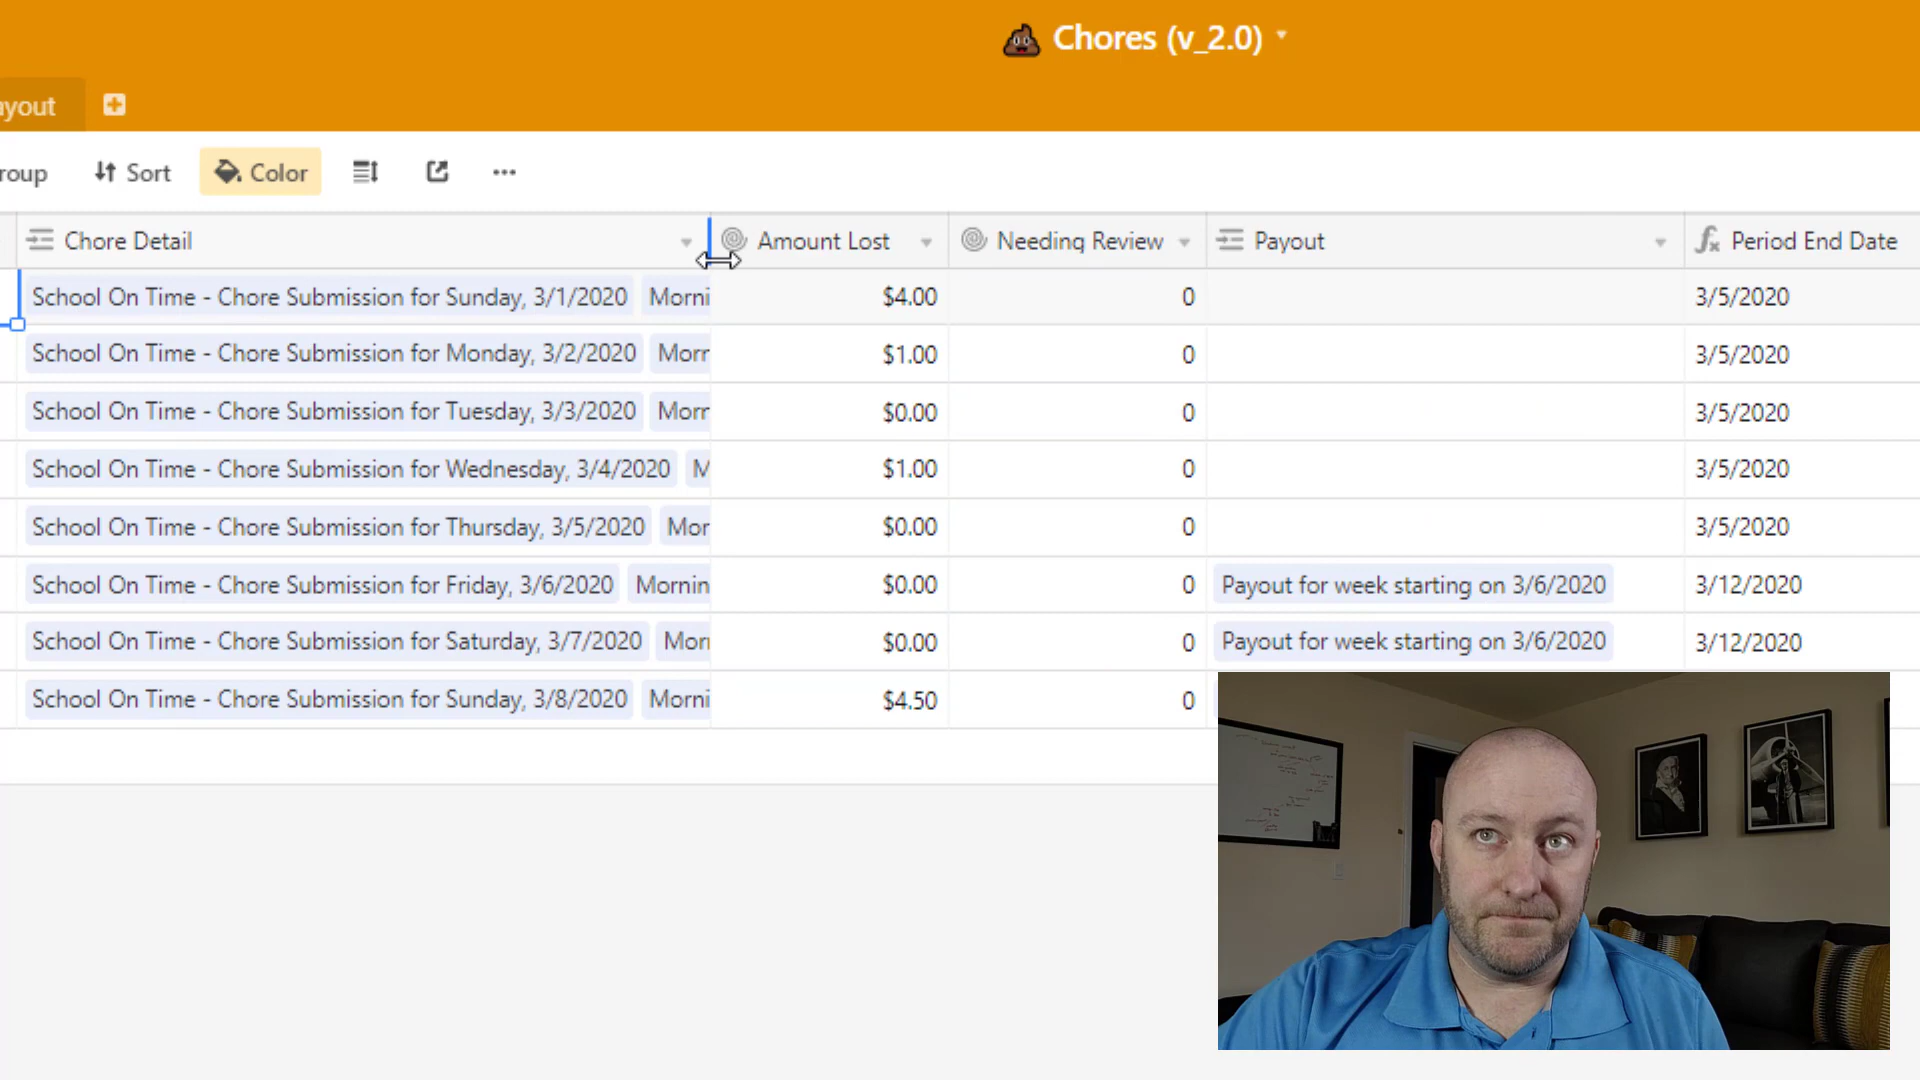 Chores (v_2.0)
ayout
roup Sort Color
Chore Detail Amount Lost Needing Review Payout Period End Date
School On Time - Chore Submission for Sunday, 3/1/2020 Morni $4.00 0 3/5/2020
School On Time - Chore Submission for Monday, 3/2/2020 Morr $1.00 0 3/5/2020
School On Time - Chore Submission for Tuesday, 3/3/2020 Morr $0.00 0 3/5/2020
School On Time - Chore Submission for Wednesday, 3/4/2020 M $1.00 0 3/5/2020
School On Time - Chore Submission for Thursday, 3/5/2020 Mor $0.00 0 3/5/2020
School On Time - Chore Submission for Friday, 3/6/2020 Mornin $0.00 0 Payout for week starting on 3/6/2020 3/12/2020
School On Time - Chore Submission for Saturday, 3/7/2020 Morr $0.00 0 Payout for week starting on 3/6/2020 3/12/2020
School On Time - Chore Submission for Sunday, 3/8/2020 Morni $4.50 0